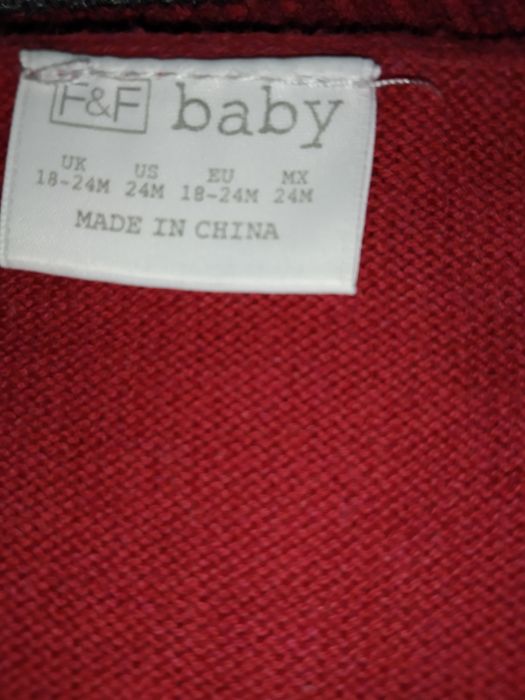 F&F baby
UK US EU MX
18-24M 24M 18-24M 24M
MADE IN CHINA